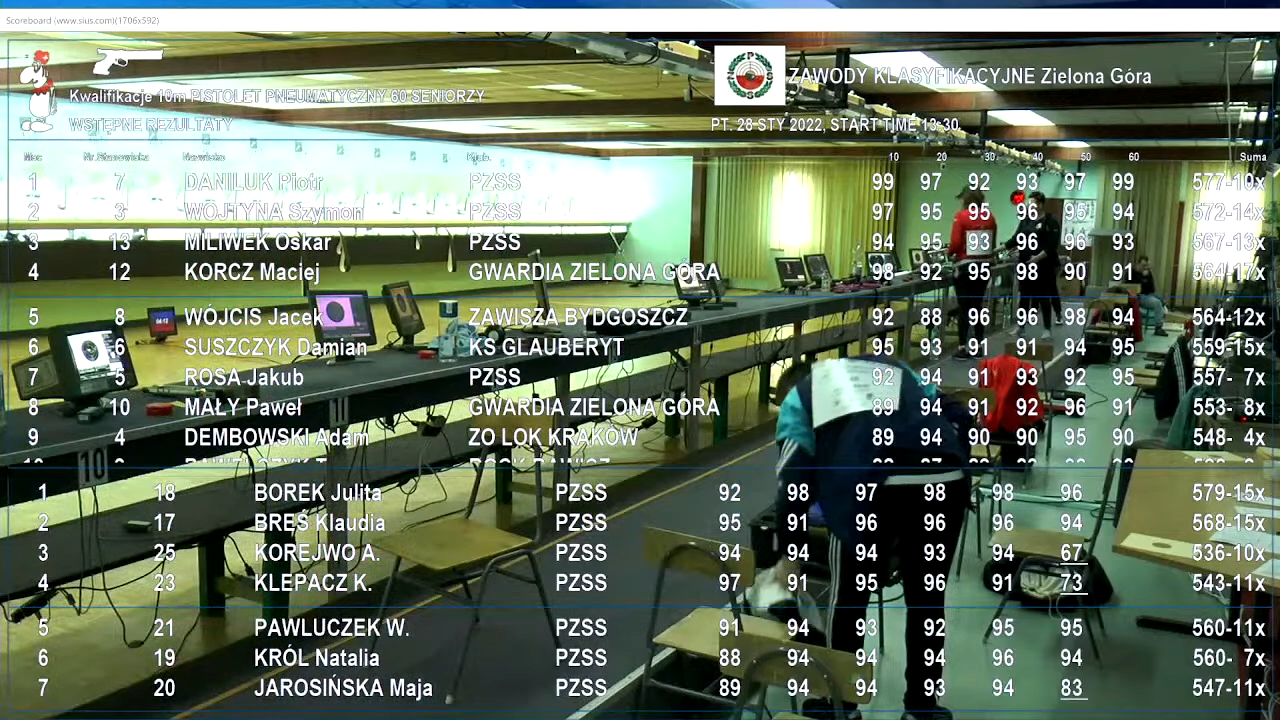 Scoreboard (www.sius.com)(1706x592)
ZAWODY KLASYFIKACYJNE Zielona Góra
Kwalifikacje 10m PISTOLET PNEUMATYCZNY 60 SENIORZY
WSTĘPNE REZULTATY PT. 28 STY 2022, START TIME 13:30
10 20 30 40 50 60 Suma
1 7 DANILUK Piotr PZSS 99 97 92 93 97 99 577-10x
2 3 WOJTYNA Szymon PZSS 97 95 95 96 95 94 572-14x
3 13 MILIWEK Oskar PZSS 94 95 93 96 96 93 567-13x
4 12 KORCZ Maciej GWARDIA ZIELONA GÓRA 98 92 95 98 90 91 564-17x
5 8 WÓJCIS Jacek ZAWISZA BYDGOSZCZ 92 88 96 96 98 94 564-12x
6 6 SUSZCZYK Damian KS GLAUBERYT 95 93 91 91 94 95 559-15x
7 5 ROSA Jakub PZSS 92 94 91 93 92 95 557- 7x
8 10 MAŁY Paweł GWARDIA ZIELONA GÓRA 89 94 91 92 96 91 553- 8x
9 4 DEMBOWSKI Adam ZO LOK KRAKÓW 89 94 90 90 95 90 548- 4x
10
1 18 BOREK Julita PZSS 92 98 97 98 98 96 579-15x
2 17 BRĘŚ Klaudia PZSS 95 91 96 96 96 94 568-15x
3 25 KOREJWO A. PZSS 94 94 94 93 94 67 536-10x
4 23 KLEPACZ K. PZSS 97 91 95 96 91 73 543-11x
5 21 PAWLUCZEK W. PZSS 91 94 93 92 95 95 560-11x
6 19 KRÓL Natalia PZSS 88 94 94 94 96 94 560- 7x
7 20 JAROSIŃSKA Maja PZSS 89 94 94 93 94 83 547-11x